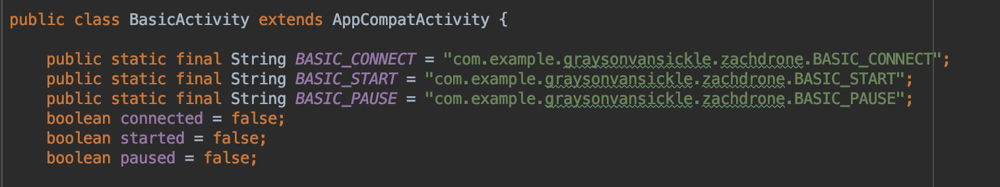 public class BasicActivity extends AppCompatActivity {
public static final String BASIC_CONNECT = "com.example.graysonvansickle.zachdrone.BASIC_CONNECT";
public static final String BASIC_START = "com.example.graysonvansickle.zachdrone.BASIC_START";
public static final String BASIC_PAUSE = "com.example.graysonvansickle.zachdrone.BASIC_PAUSE";
boolean connected = false;
boolean started = false;
boolean paused = false;